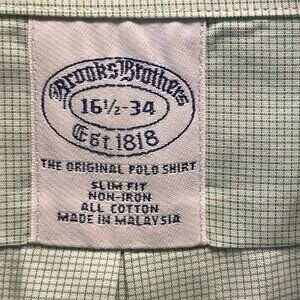 Brooks Brothers
16½-34
Est. 1818
THE ORIGINAL POLO SHIRT
SLIM FIT
NON-IRON
ALL COTTON
MADE IN MALAYSIA